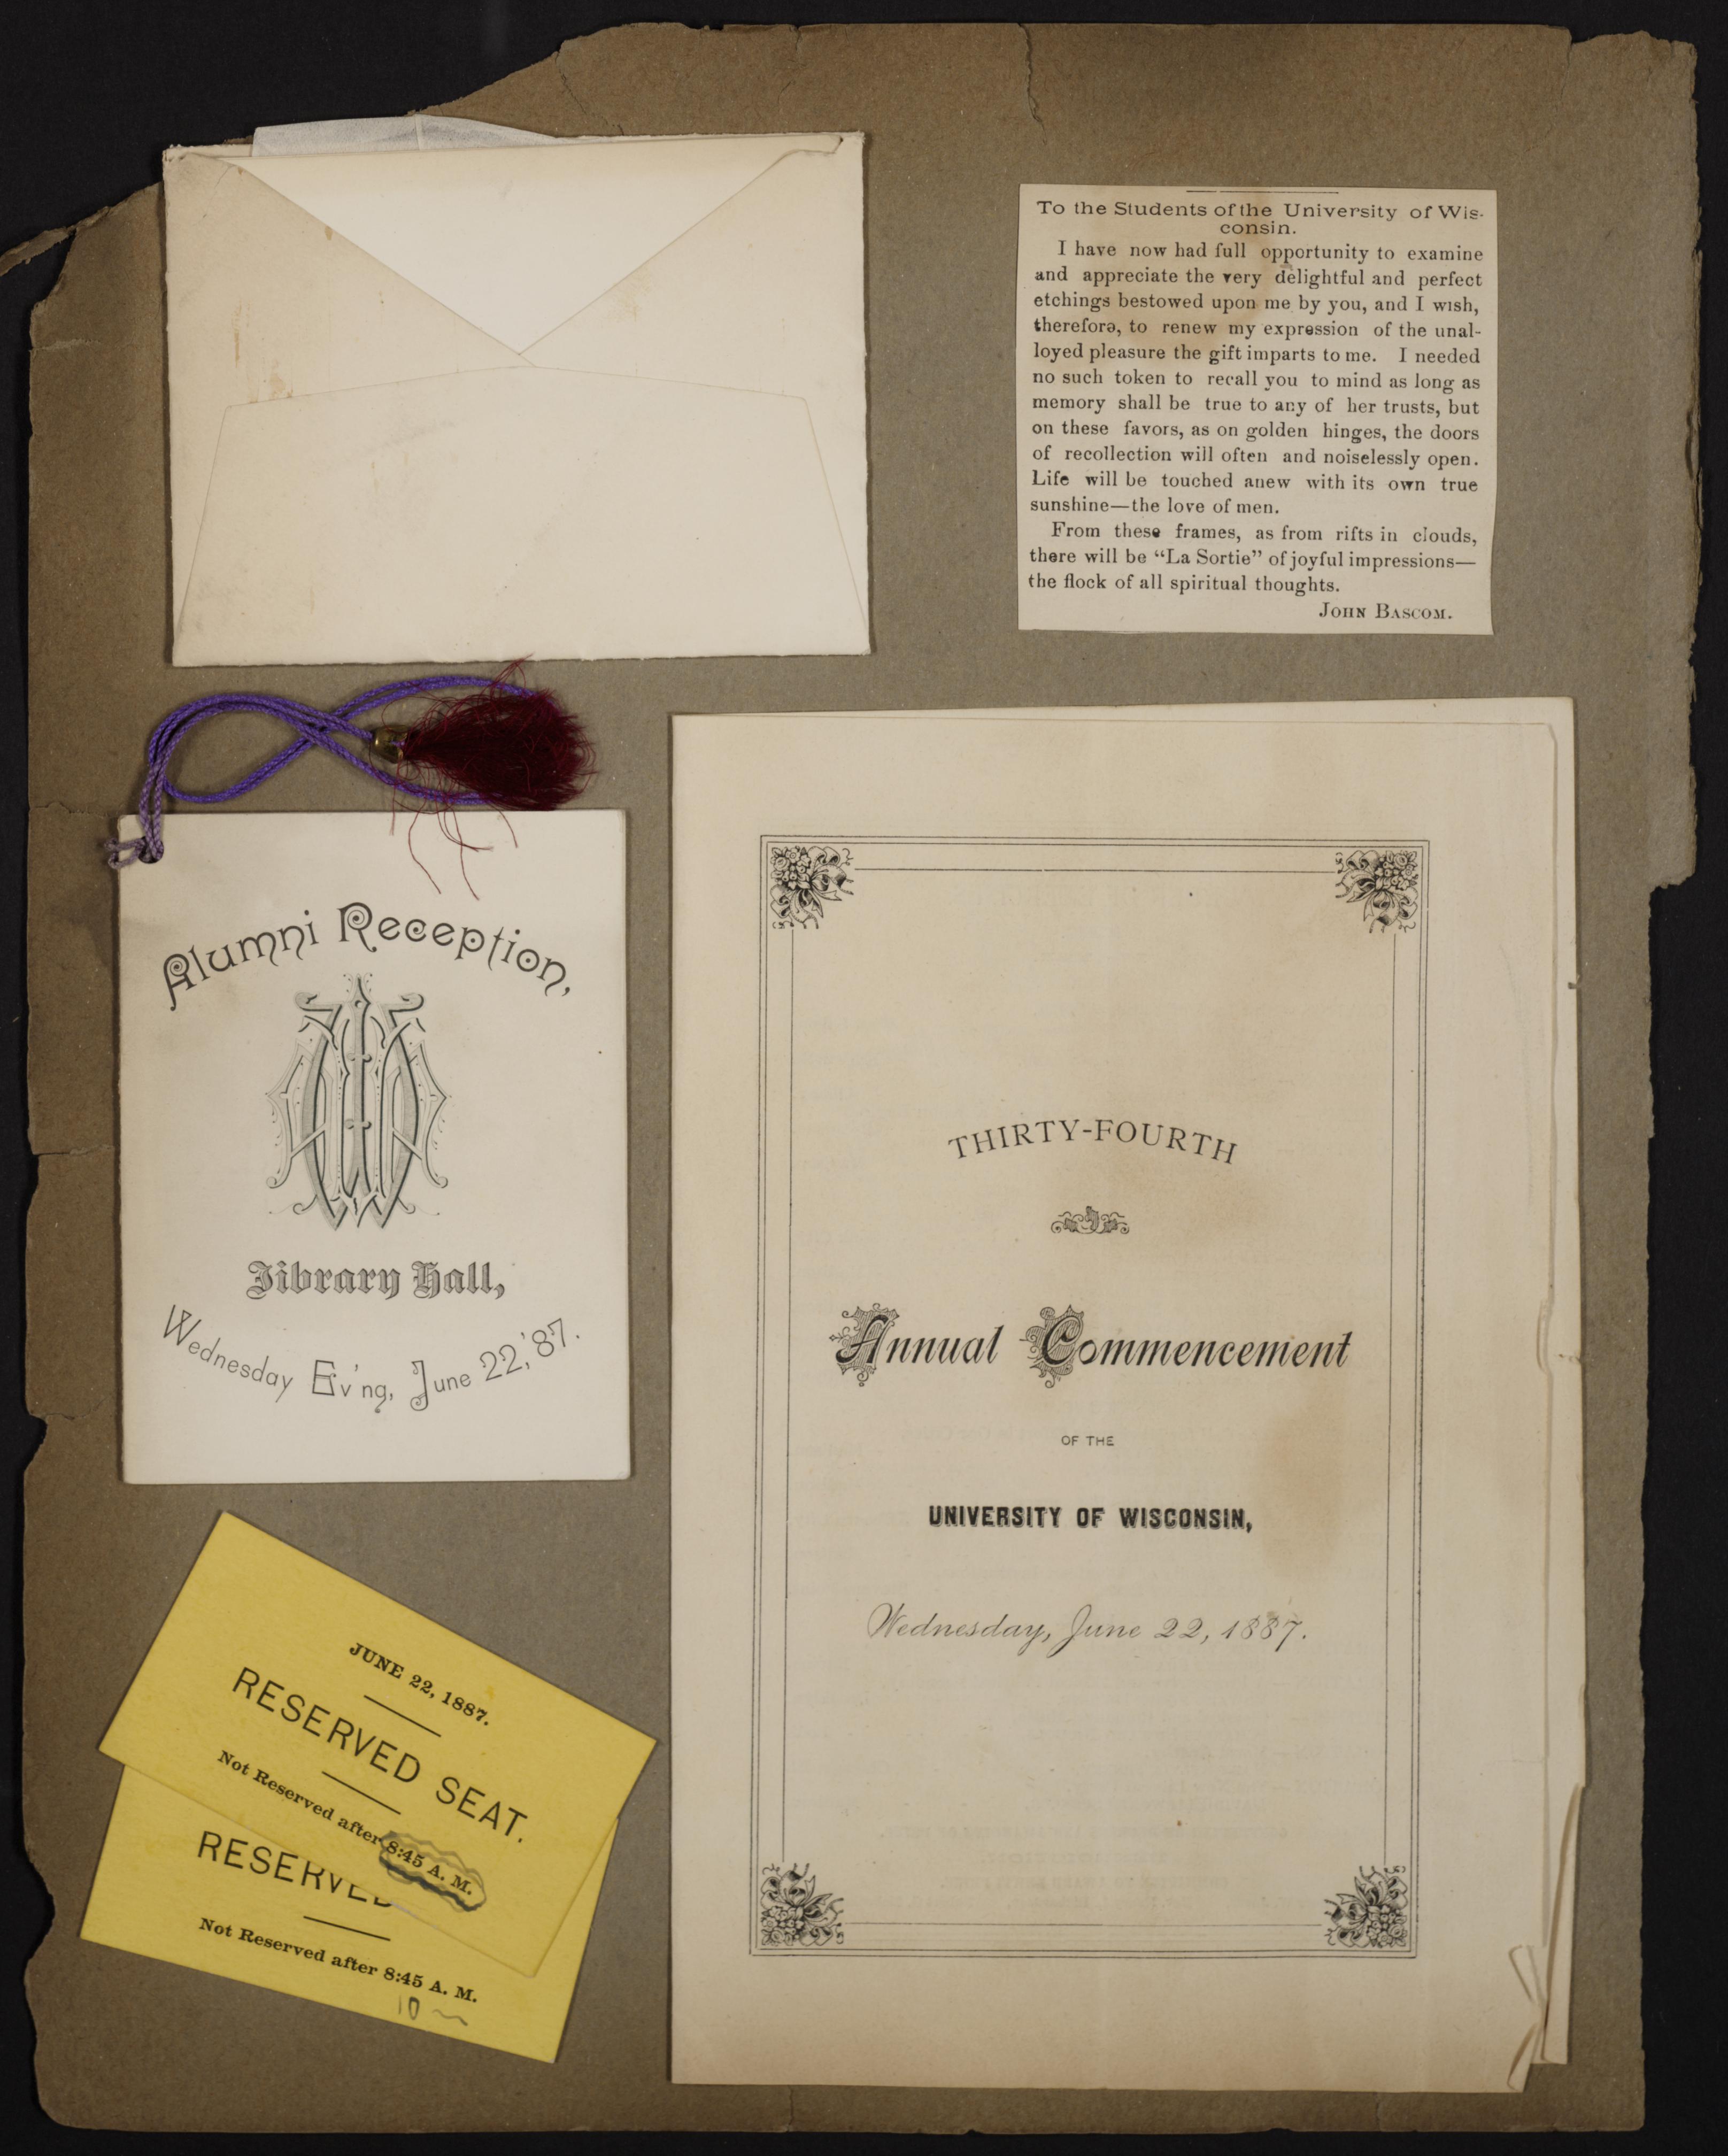 To the Students of the University of Wis-
consin.
I have now had full opportunity to examine
and appreciate the very delightful and perfect
etchings bestowed upon me by you, and I wish,
therefore, to renew my expression of the unal-
loyed pleasure the gift imparts to me. I needed
no such token to recall you to mind as long as
memory shall be true to any of her trusts, but
on these favors, as on golden hinges, the doors
of recollection will often and noiselessly open.
Life will be touched anew with its own true
sunshine—the love of men.
From these frames, as from rifts in clouds,
there will be “La Sortie” of joyful impressions—
the flock of all spiritual thoughts.
JOHN BASCOM.
Alumni Reception,
Library Hall,
Wednesday Ev'ng, June 22, '87.
THIRTY-FOURTH
Annual Commencement
OF THE
UNIVERSITY OF WISCONSIN,
Wednesday, June 22, 1887.
JUNE 22, 1887.
RESERVED SEAT.
Not Reserved after 8:45 A. M.
RESERVED
Not Reserved after 8:45 A. M.
10